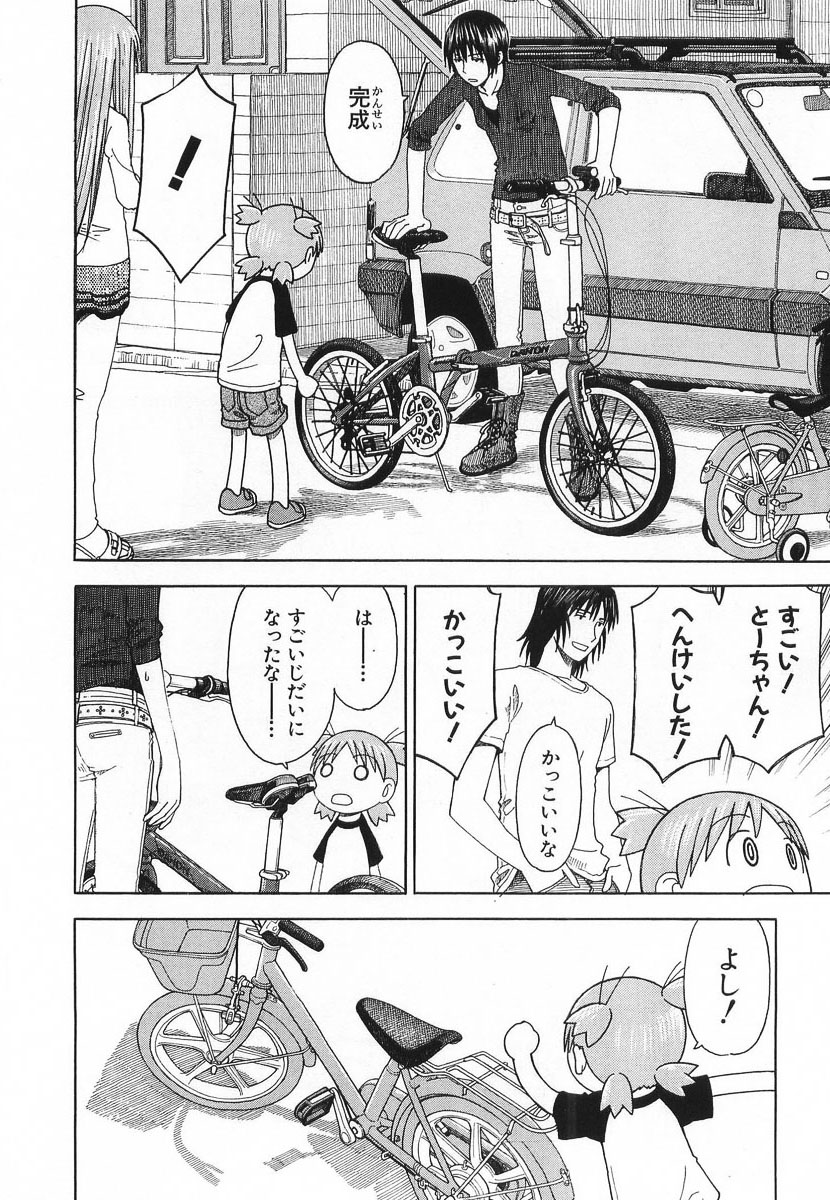 完成
かんせい
！
DAHON
すごい！
とーちゃん！
へんけいした！
かっこいい！
かっこいいな
は――…
すごいじだいに
なったな――…
よし！